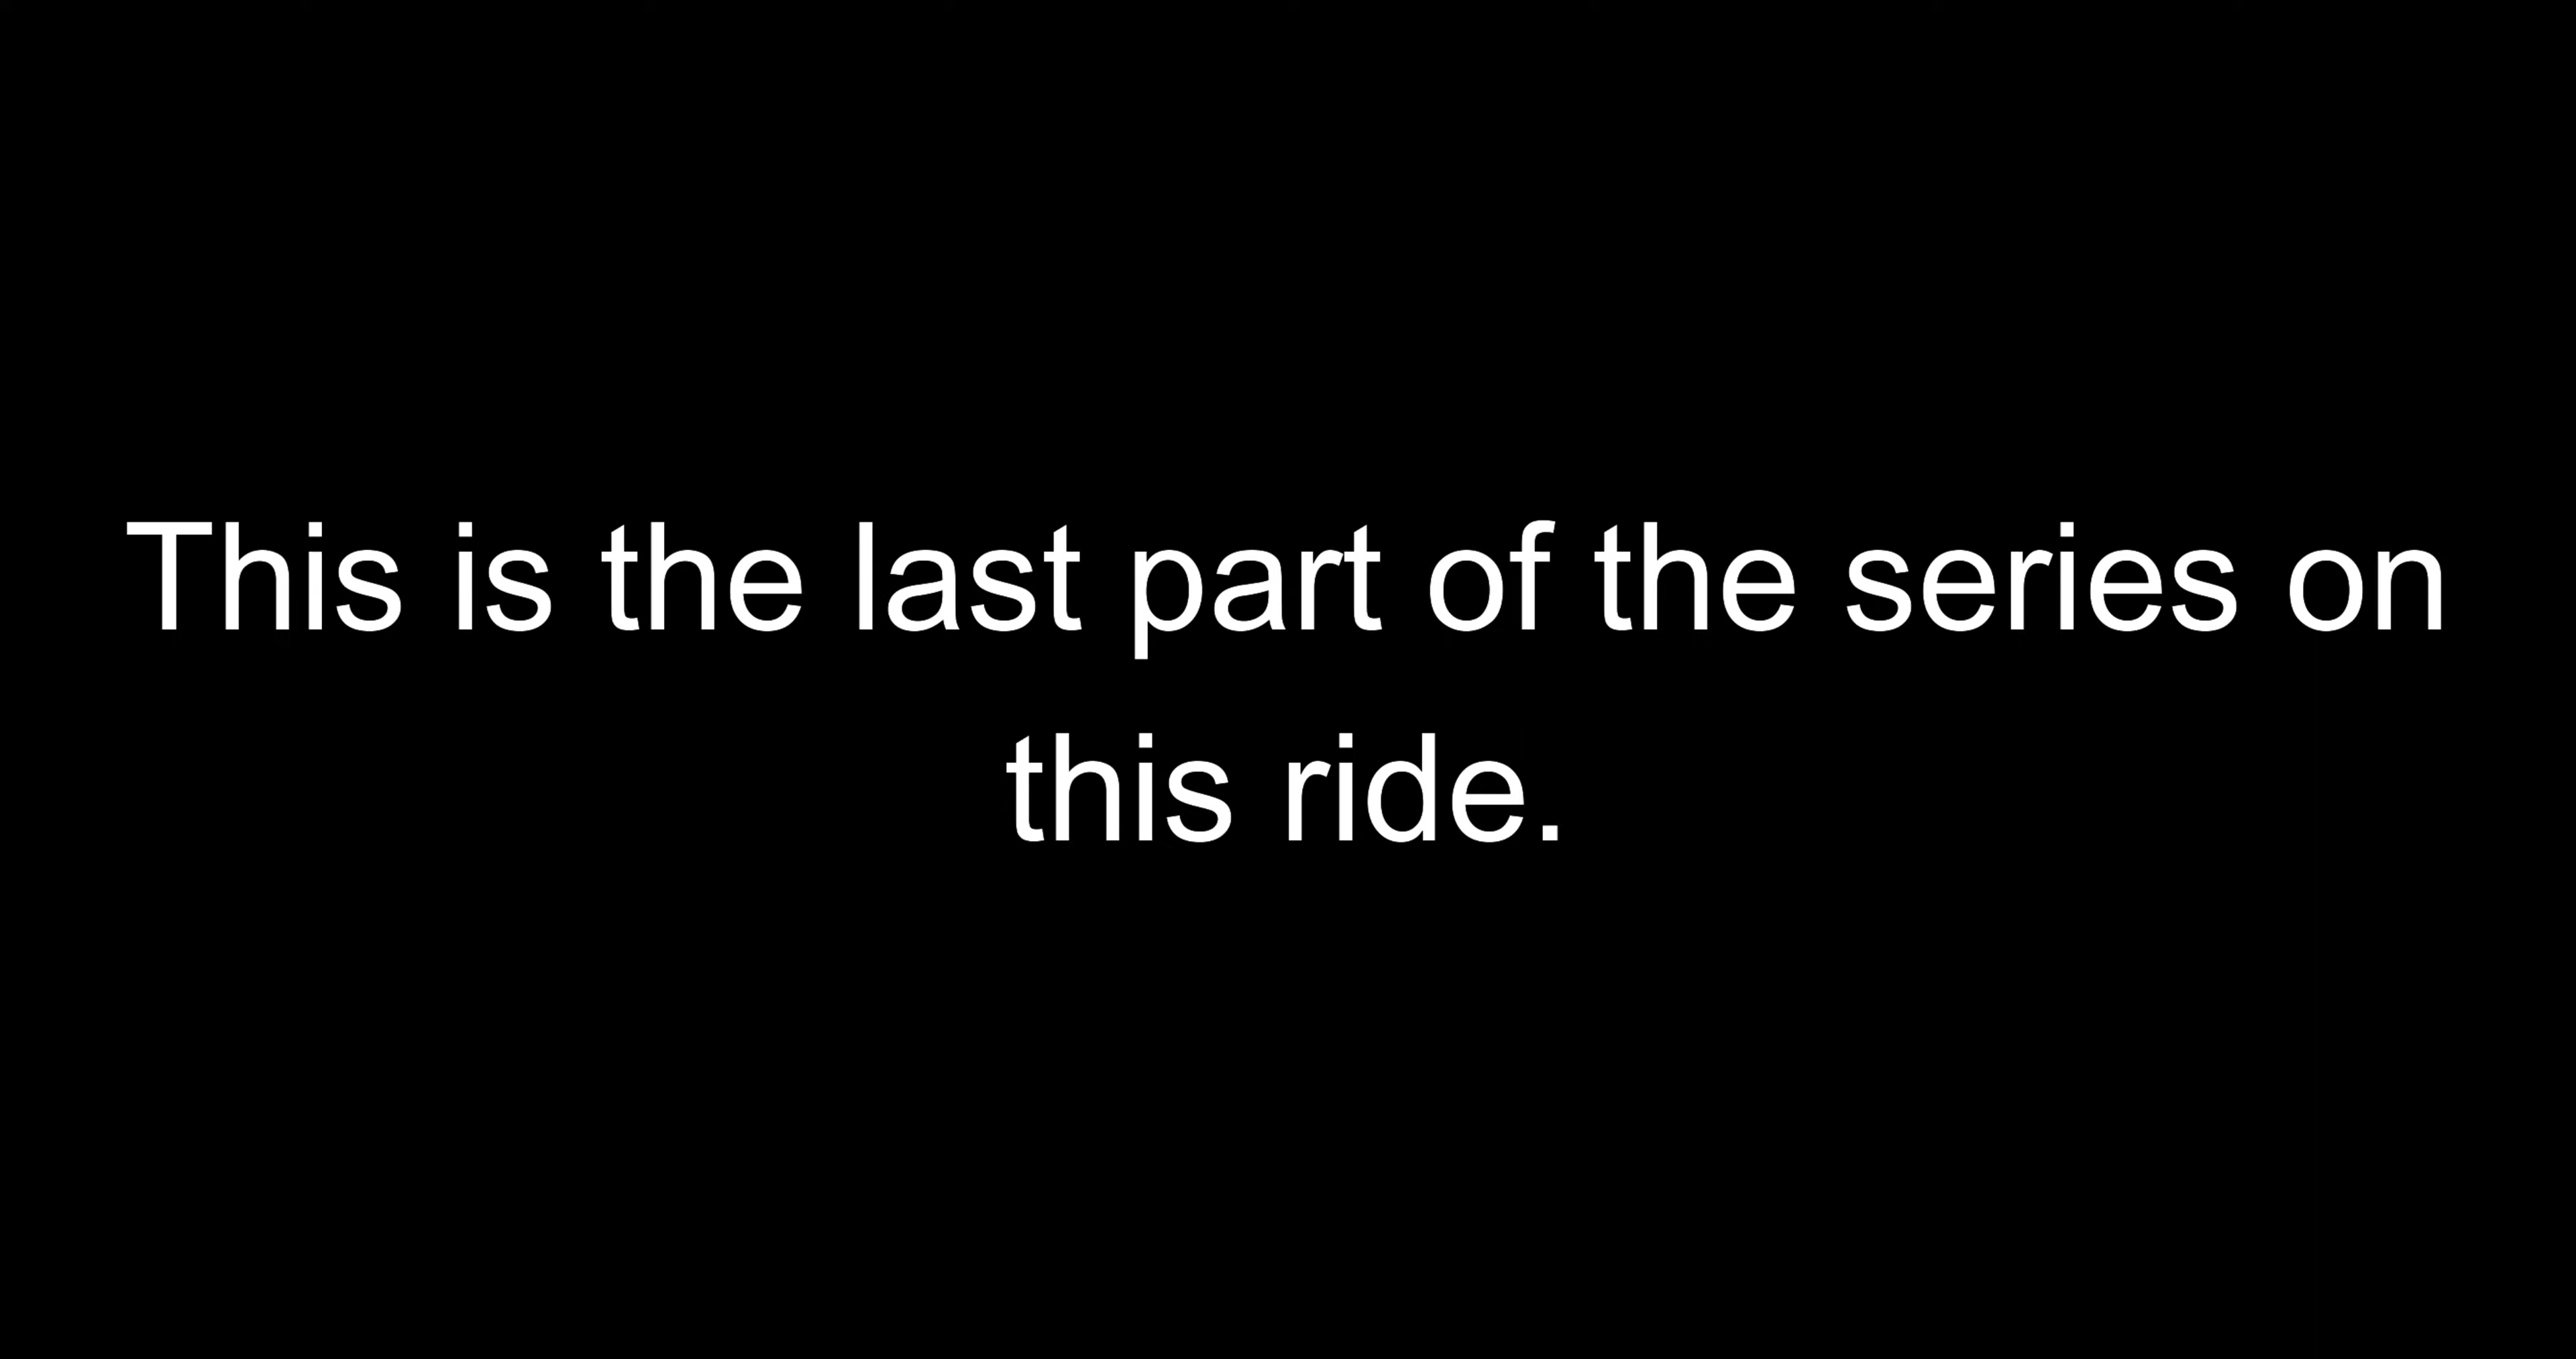 This is the last part of the series on
this ride.